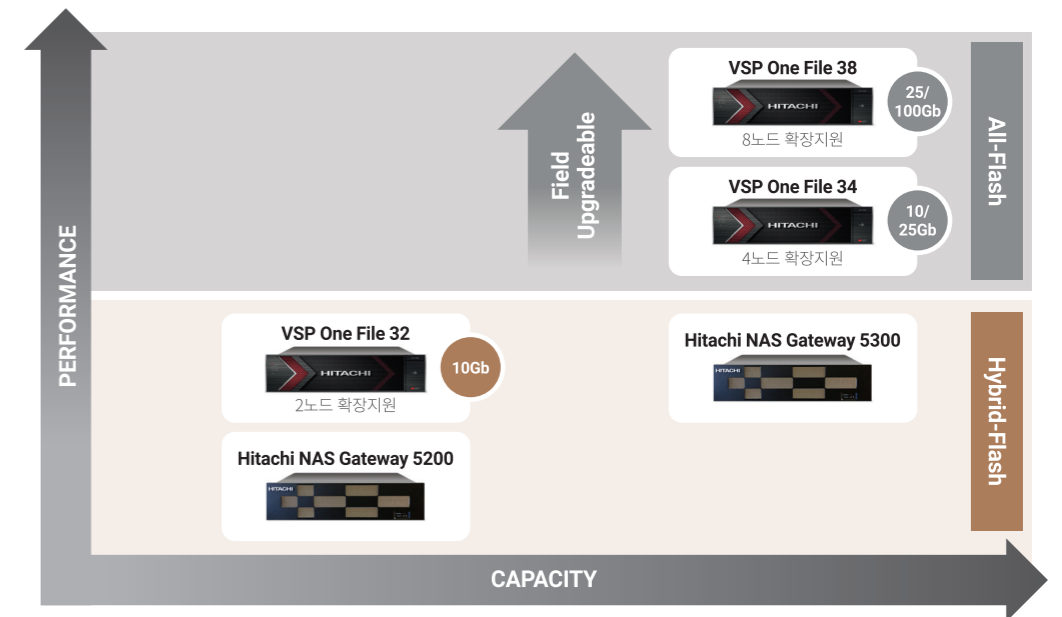 VSP One File 38
HITACHI
25/
100Gb
8노드 확장지원
All-Flash
Field
Upgradeable
VSP One File 34
HITACHI
10/
25Gb
4노드 확장지원
PERFORMANCE
VSP One File 32
HITACHI
10Gb
2노드 확장지원
Hitachi NAS Gateway 5300
HITACHI
Hybrid-Flash
Hitachi NAS Gateway 5200
HITACHI
CAPACITY